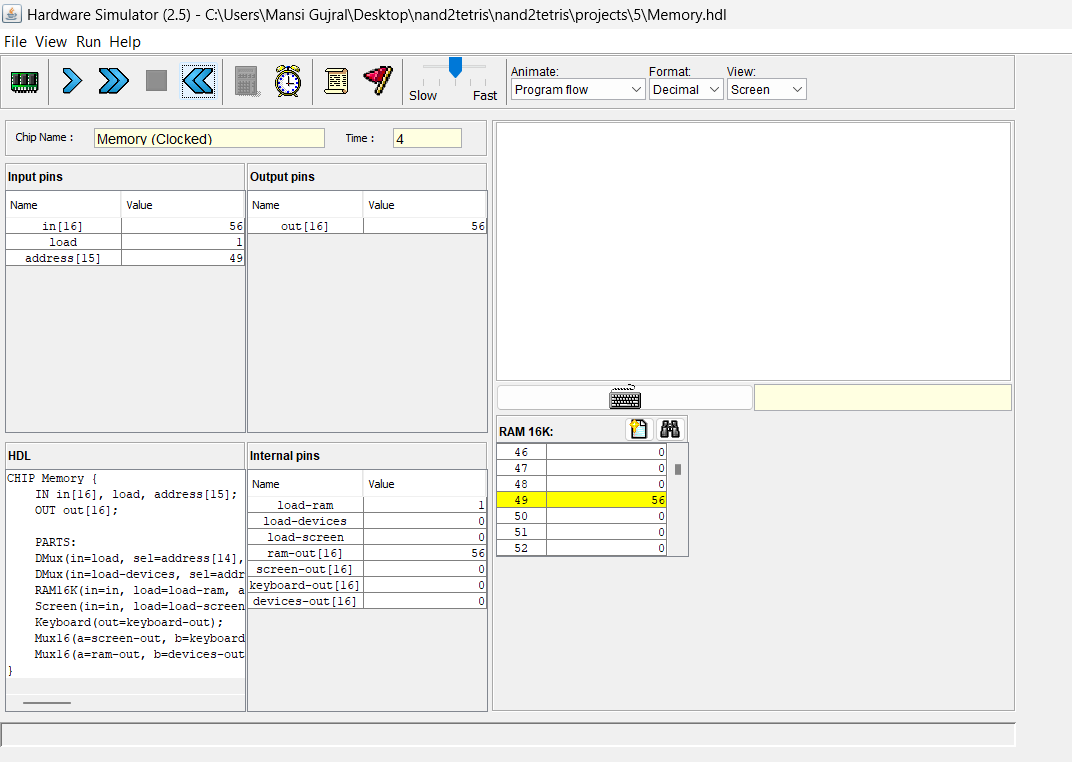 Hardware Simulator (2.5) - C:\Users\Mansi Gujral\Desktop\nand2tetris\nand2tetris\projects\5\Memory.hdl
File View Run Help
Slow Fast
Animate: Format: View:
Program flow Decimal Screen
Chip Name : Memory (Clocked) Time : 4
Input pins
Name Value
in[16] 56
load 1
address[15] 49
Output pins
Name Value
out[16] 56
HDL
CHIP Memory {
IN in[16], load, address[15];
OUT out[16];
PARTS:
DMux(in=load, sel=address[14],
DMux(in=load-devices, sel=addr
RAM16K(in=in, load=load-ram, a
Screen(in=in, load=load-screen
Keyboard(out=keyboard-out);
Mux16(a=screen-out, b=keyboard
Mux16(a=ram-out, b=devices-out
}
Internal pins
Name Value
load-ram 1
load-devices 0
load-screen 0
ram-out[16] 56
screen-out[16] 0
keyboard-out[16] 0
devices-out[16] 0
RAM 16K:
46 0
47 0
48 0
49 56
50 0
51 0
52 0